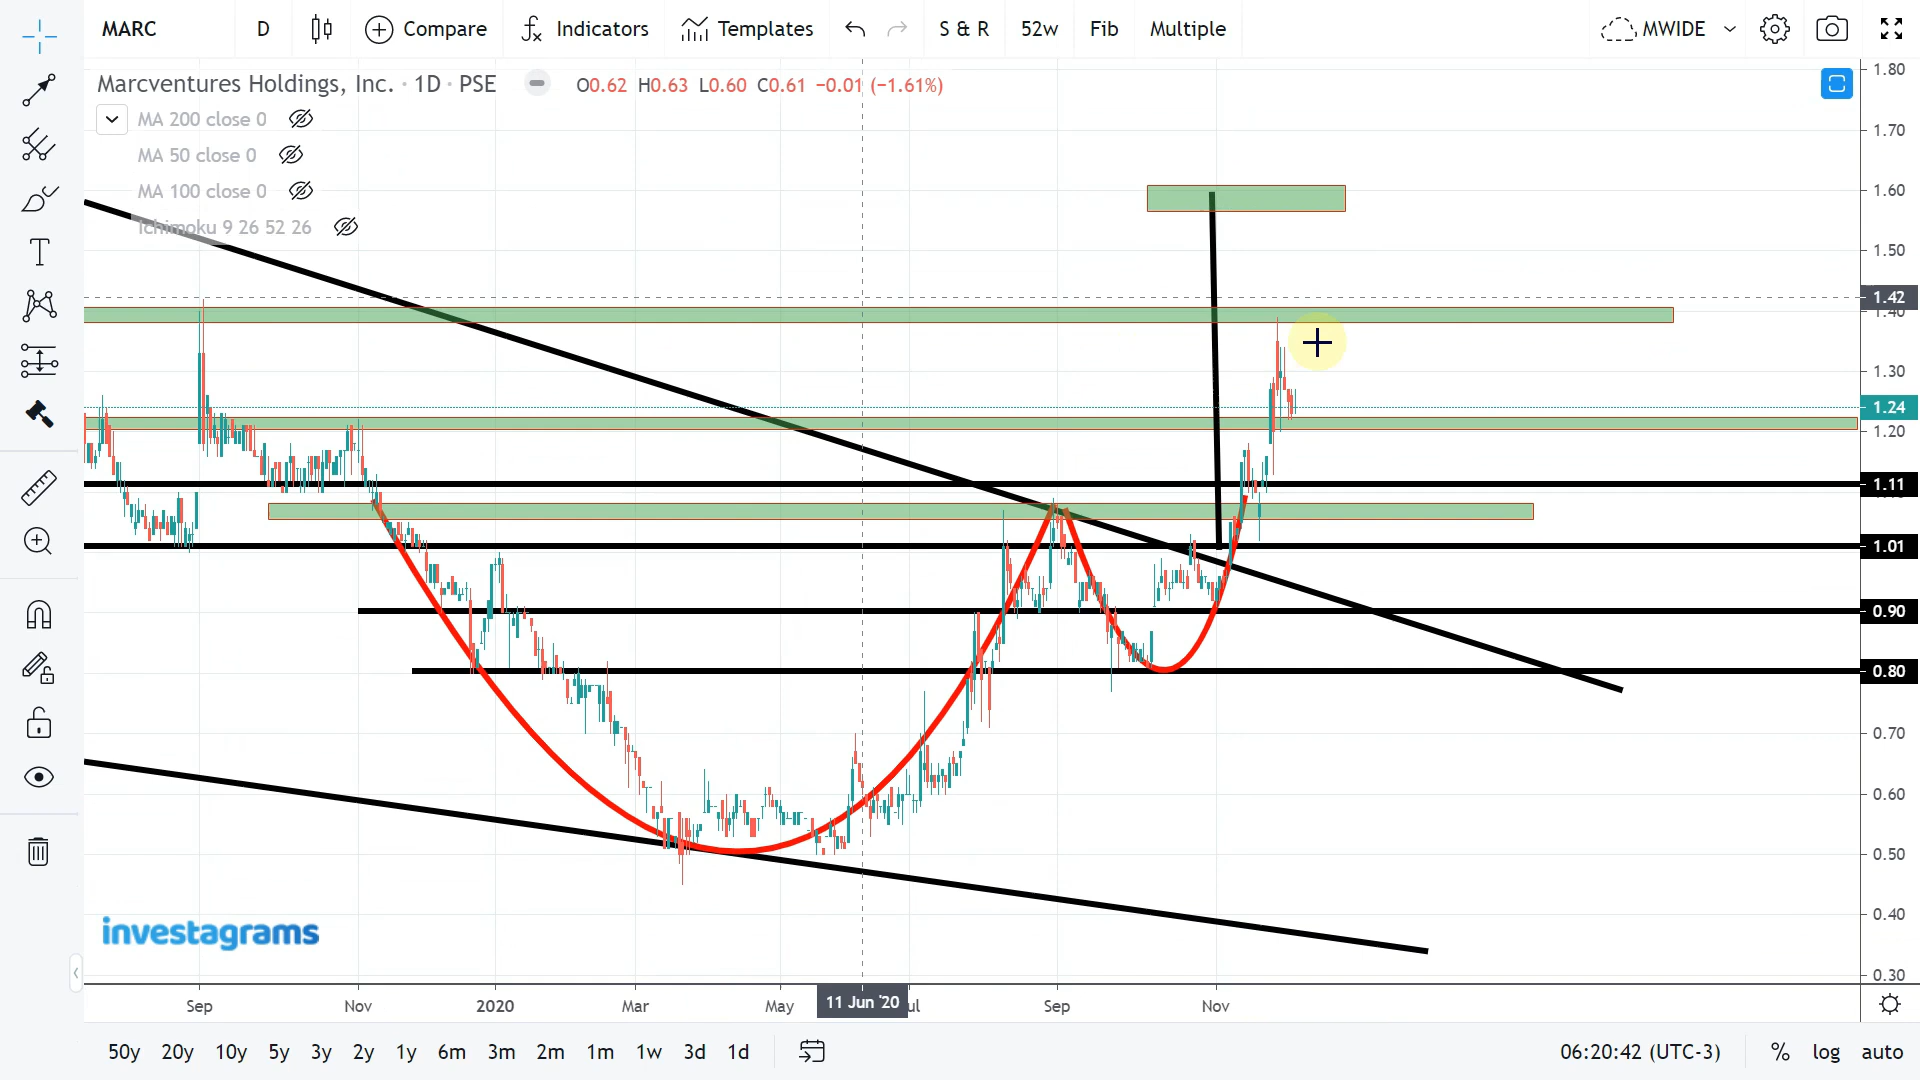 MARC D Compare Indicators Templates S & R 52w Fib Multiple MWIDE
Marcventures Holdings, Inc. · 1D · PSE O0.62 H0.63 L0.60 C0.61 −0.01 (−1.61%)
MA 200 close 0
MA 50 close 0
MA 100 close 0
Ichimoku 9 26 52 26
1.80
1.70
1.60
1.50
1.42
1.40
1.30
1.24
1.20
1.11
1.01
0.90
0.80
0.70
0.60
0.50
0.40
0.30
investagrams
Sep Nov 2020 Mar May 11 Jun '20 Sep Nov
50y 20y 10y 5y 3y 2y 1y 6m 3m 2m 1m 1w 3d 1d 06:20:42 (UTC-3) % log auto